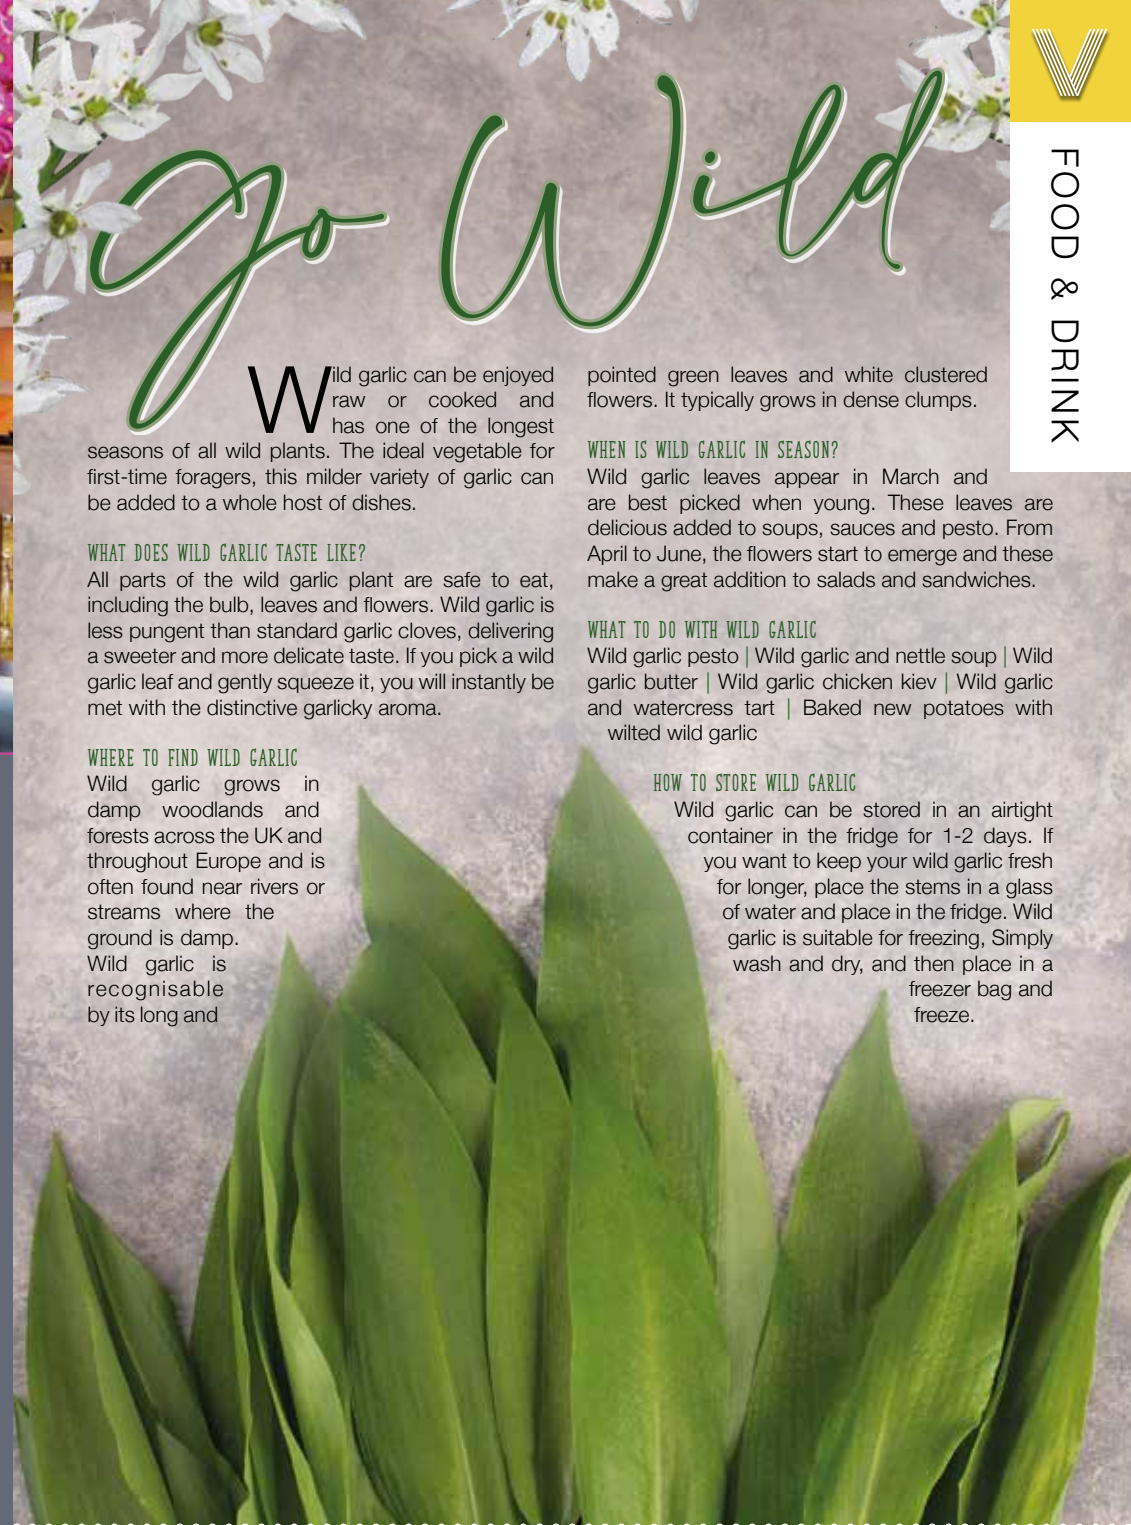 Go Wild
V
FOOD & DRINK
Wild garlic can be enjoyed
raw or cooked and
has one of the longest
seasons of all wild plants. The ideal vegetable for
first-time foragers, this milder variety of garlic can
be added to a whole host of dishes.
WHAT DOES WILD GARLIC TASTE LIKE?
All parts of the wild garlic plant are safe to eat,
including the bulb, leaves and flowers. Wild garlic is
less pungent than standard garlic cloves, delivering
a sweeter and more delicate taste. If you pick a wild
garlic leaf and gently squeeze it, you will instantly be
met with the distinctive garlicky aroma.
WHERE TO FIND WILD GARLIC
Wild garlic grows in
damp woodlands and
forests across the UK and
throughout Europe and is
often found near rivers or
streams where the
ground is damp.
Wild garlic is
recognisable
by its long and
pointed green leaves and white clustered
flowers. It typically grows in dense clumps.
WHEN IS WILD GARLIC IN SEASON?
Wild garlic leaves appear in March and
are best picked when young. These leaves are
delicious added to soups, sauces and pesto. From
April to June, the flowers start to emerge and these
make a great addition to salads and sandwiches.
WHAT TO DO WITH WILD GARLIC
Wild garlic pesto | Wild garlic and nettle soup | Wild
garlic butter | Wild garlic chicken kiev | Wild garlic
and watercress tart | Baked new potatoes with
wilted wild garlic
HOW TO STORE WILD GARLIC
Wild garlic can be stored in an airtight
container in the fridge for 1-2 days. If
you want to keep your wild garlic fresh
for longer, place the stems in a glass
of water and place in the fridge. Wild
garlic is suitable for freezing, Simply
wash and dry, and then place in a
freezer bag and
freeze.